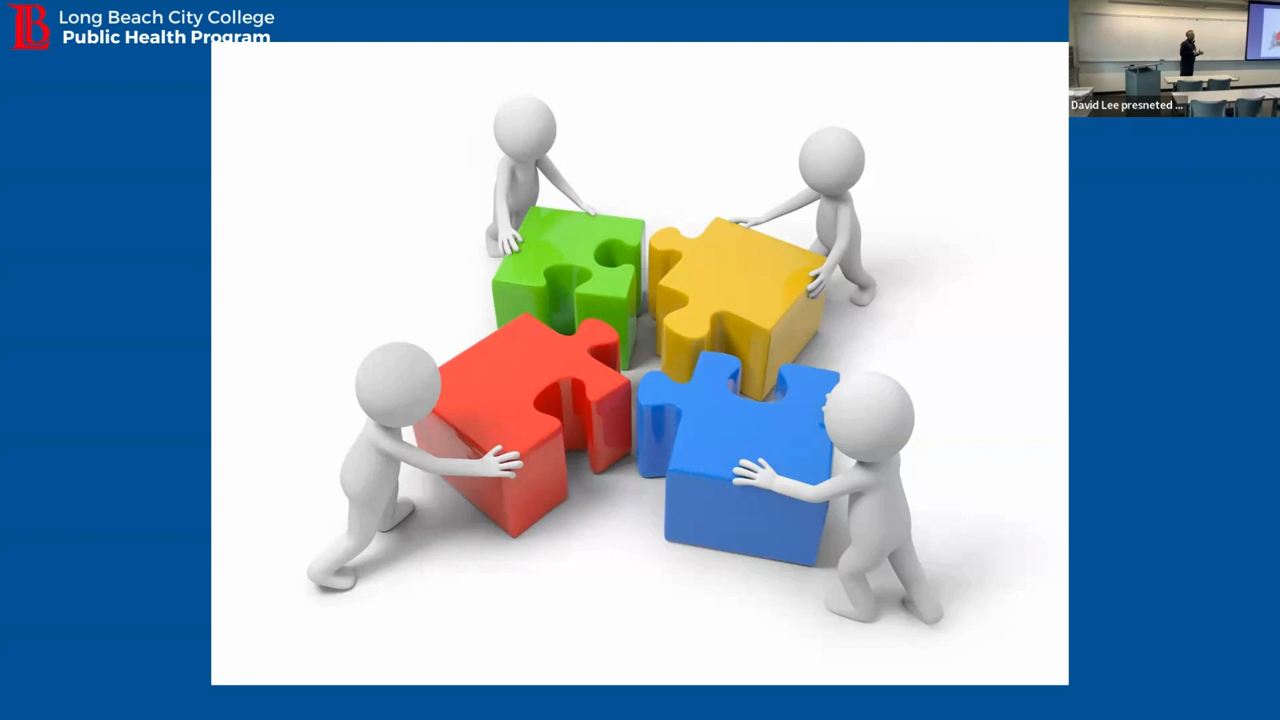 Long Beach City College
Public Health Program
David Lee presneted ...